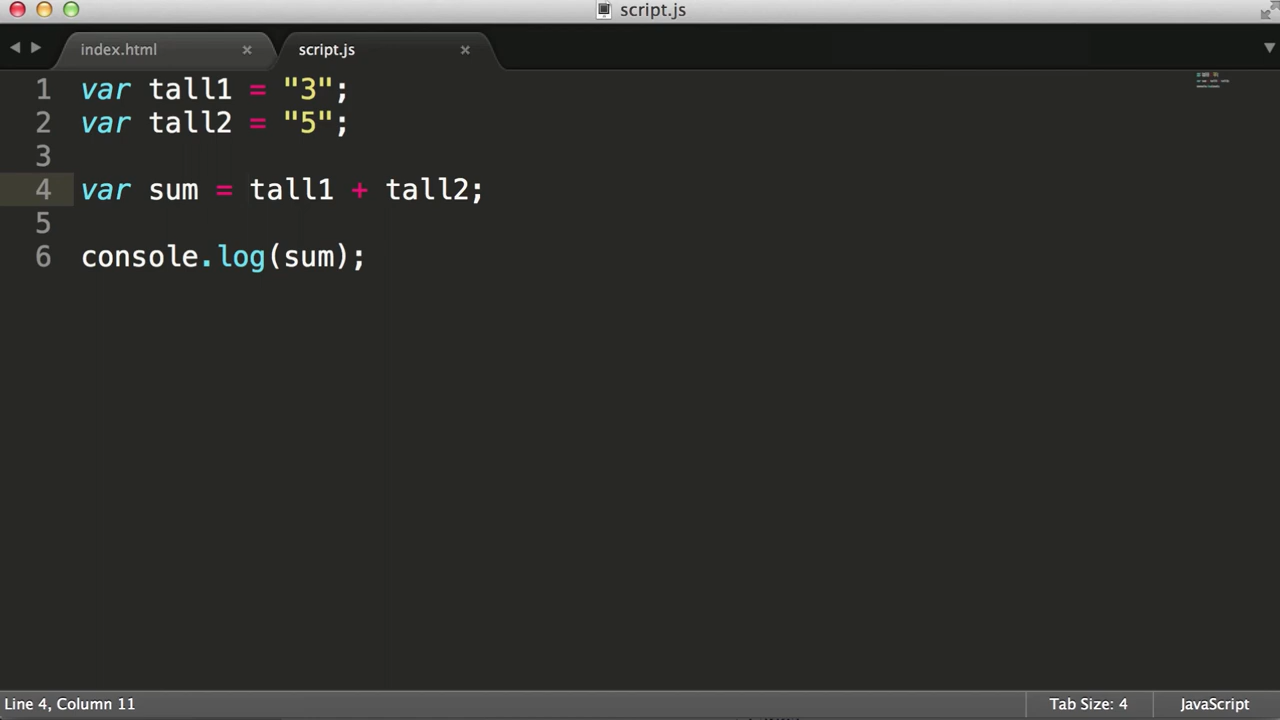 script.js
index.html × script.js ×
1 var tall1 = "3";
2 var tall2 = "5";
3
4 var sum = tall1 + tall2;
5
6 console.log(sum);
Line 4, Column 11 Tab Size: 4 JavaScript